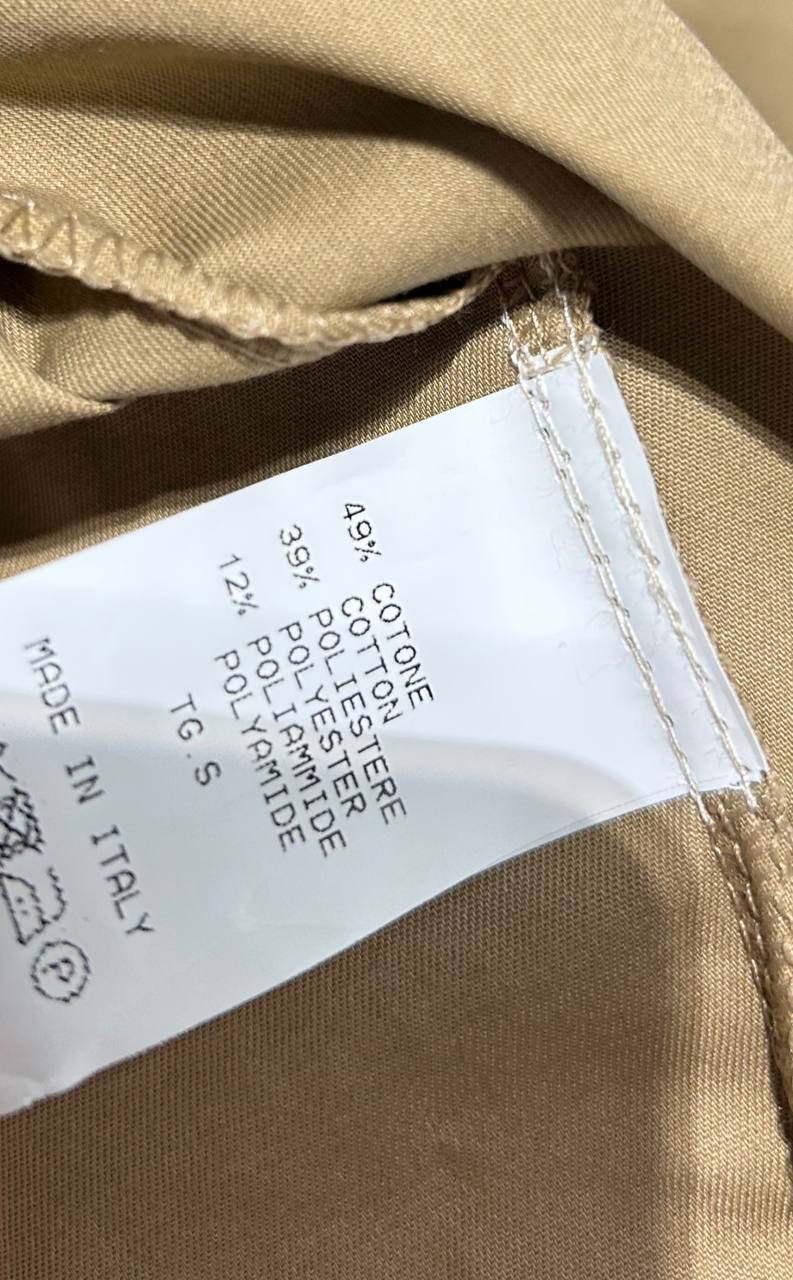 49% COTONE
COTTON
39% POLIESTERE
POLYESTER
12% POLIAMMIDE
POLYAMIDE
TG.S
MADE IN ITALY
P